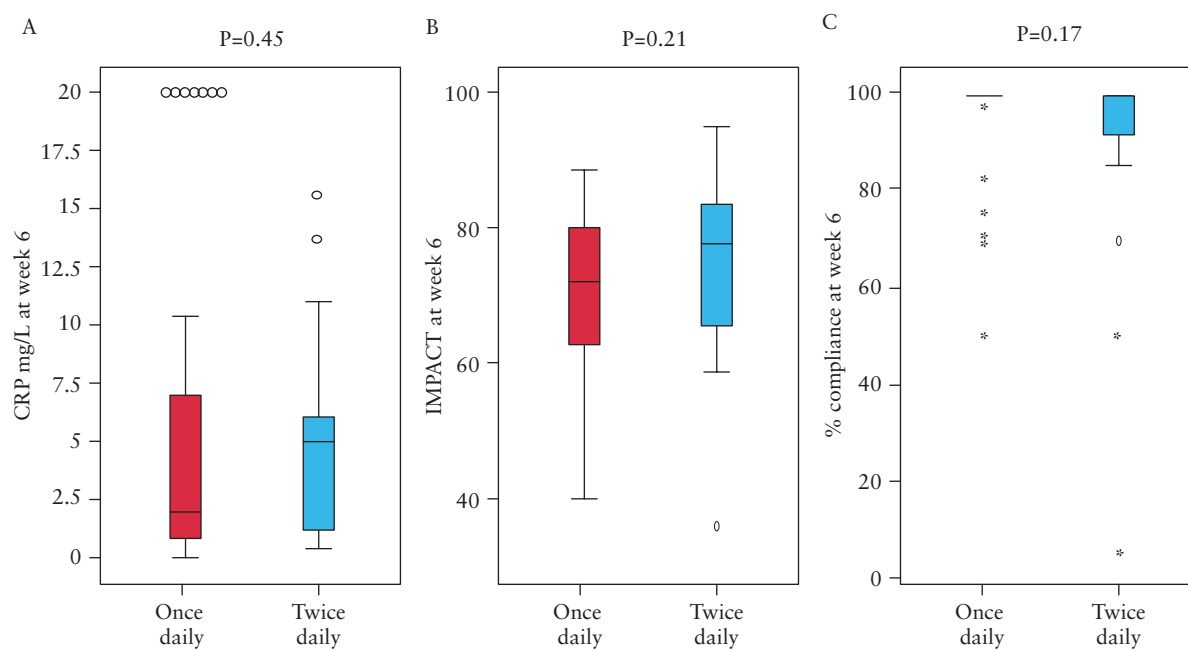 A
P=0.45
CRP mg/L at week 6
20
17.5
15
12.5
10
7.5
5
2.5
0
Once
daily
Twice
daily
B
P=0.21
IMPACT at week 6
100
80
60
40
Once
daily
Twice
daily
C
P=0.17
% compliance at week 6
100
80
60
40
20
0
Once
daily
Twice
daily